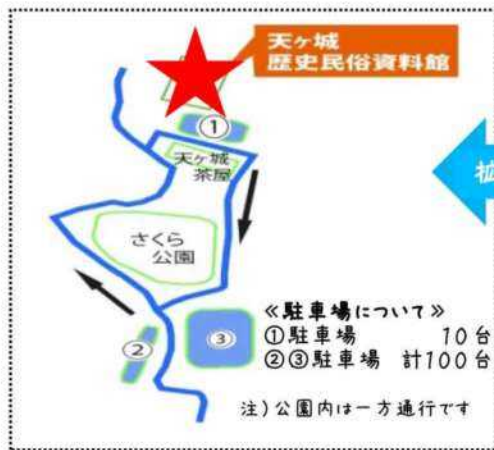 天ヶ城
歴史民俗資料館
①
天ヶ城
茶屋
拡
さくら
公園
≪駐車場について≫
①駐車場 10台
②③駐車場 計100台
②
③
注)公園内は一方通行です